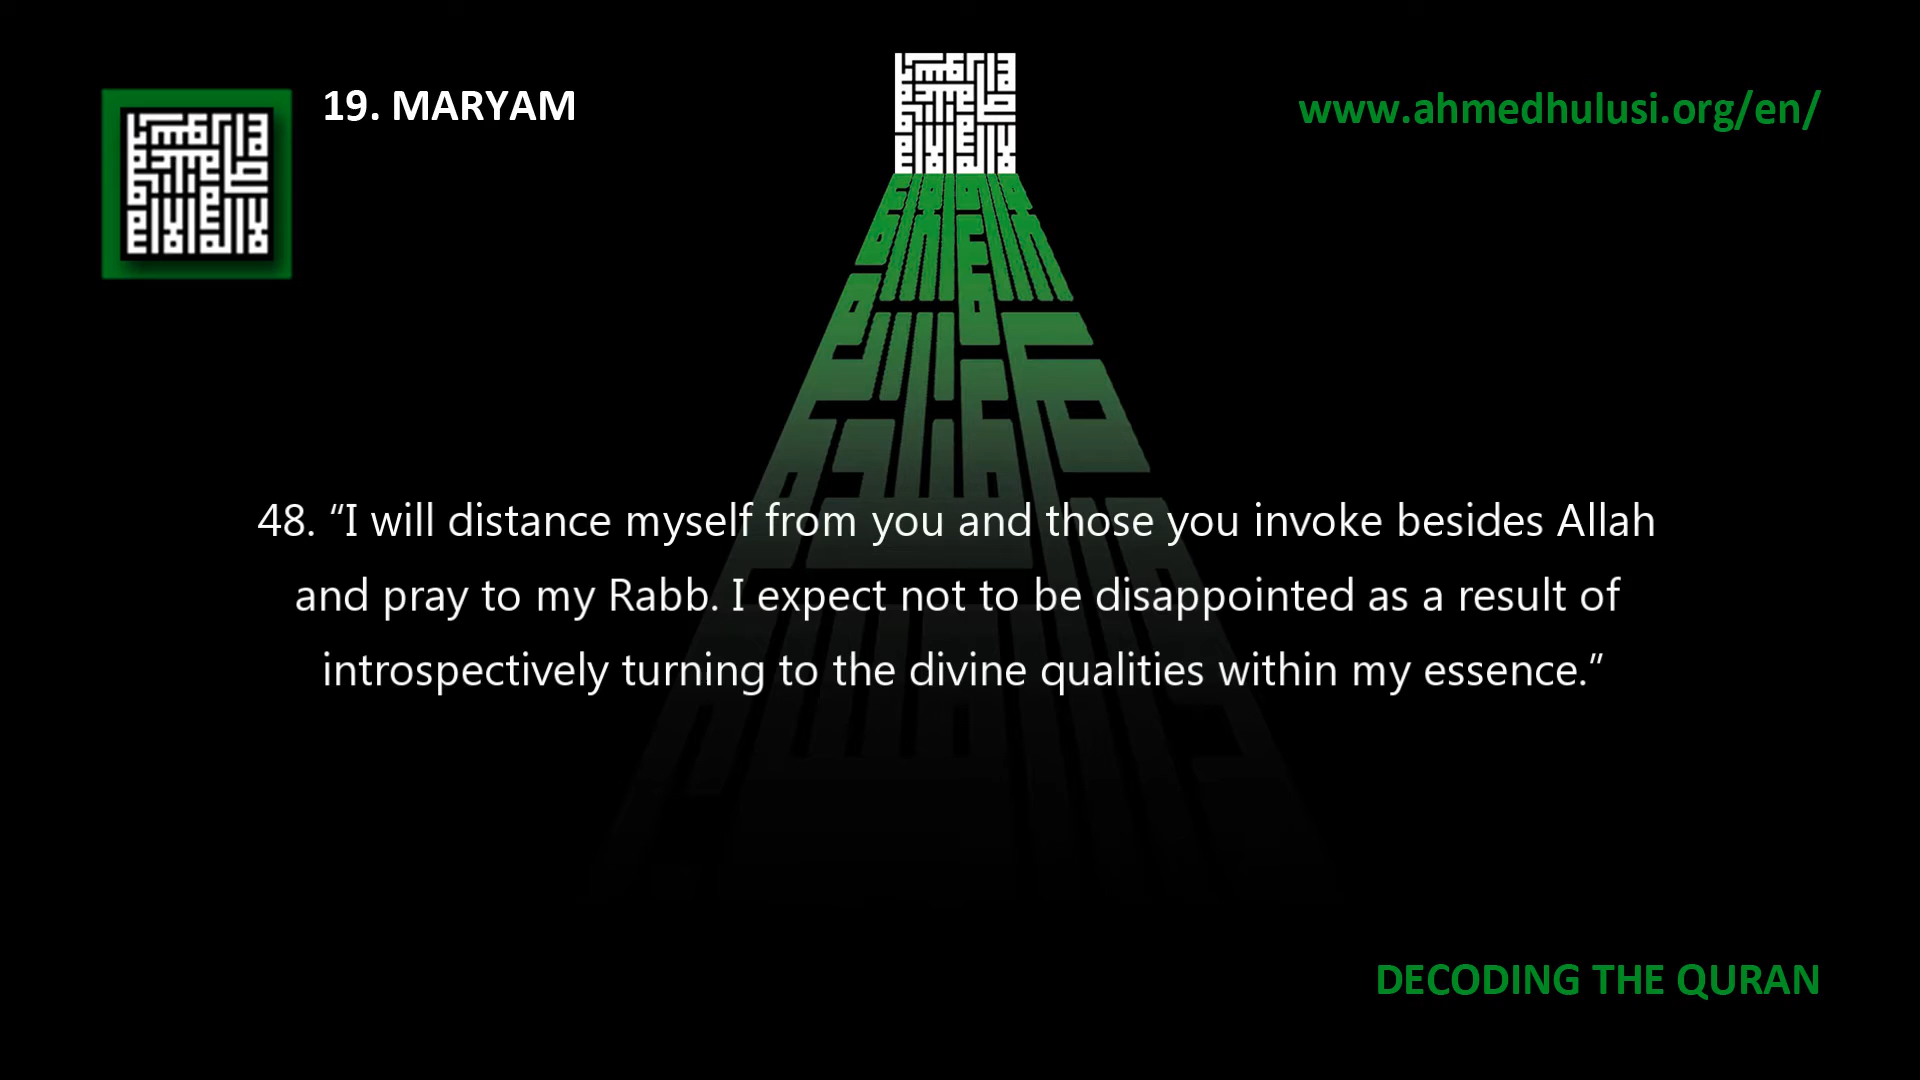 19. MARYAM
www.ahmedhulusi.org/en/
48. “I will distance myself from you and those you invoke besides Allah
and pray to my Rabb. I expect not to be disappointed as a result of
introspectively turning to the divine qualities within my essence.”
DECODING THE QURAN